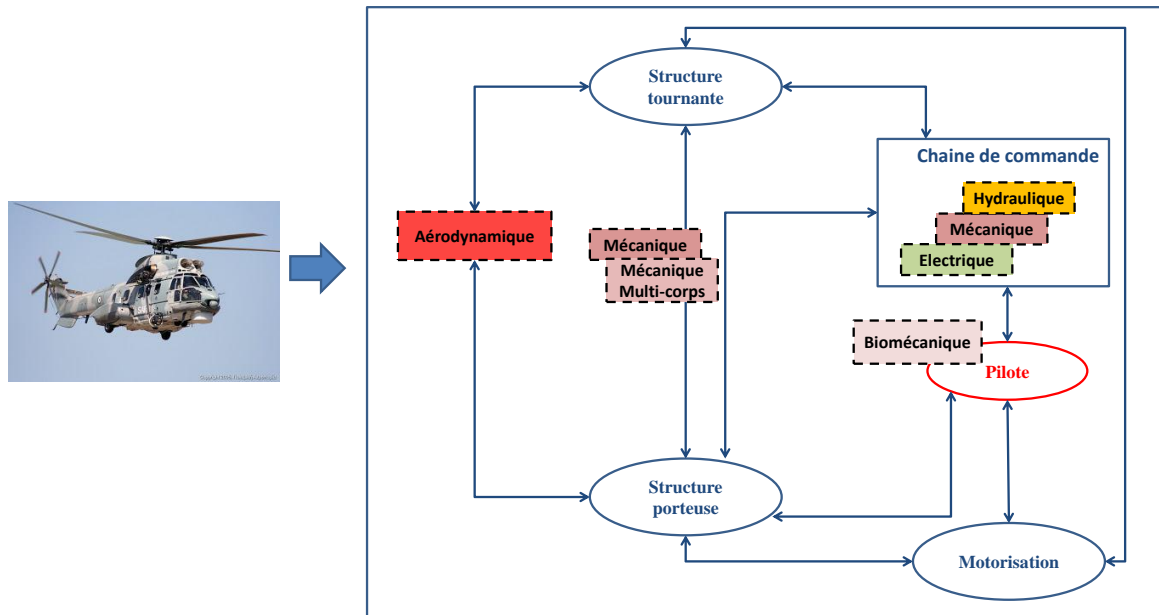 Structure
tournante
Chaine de commande
Hydraulique
Mécanique
Electrique
Aérodynamique
Mécanique
Mécanique
Multi-corps
Biomécanique
Pilote
Structure
porteuse
Motorisation